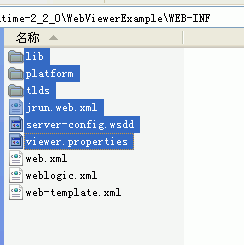 time-2_2_0\WebViewerExample\WEB-INF
名称
lib
platform
tlds
jrun.web.xml
server-config.wsdd
viewer.properties
web.xml
weblogic.xml
web-template.xml